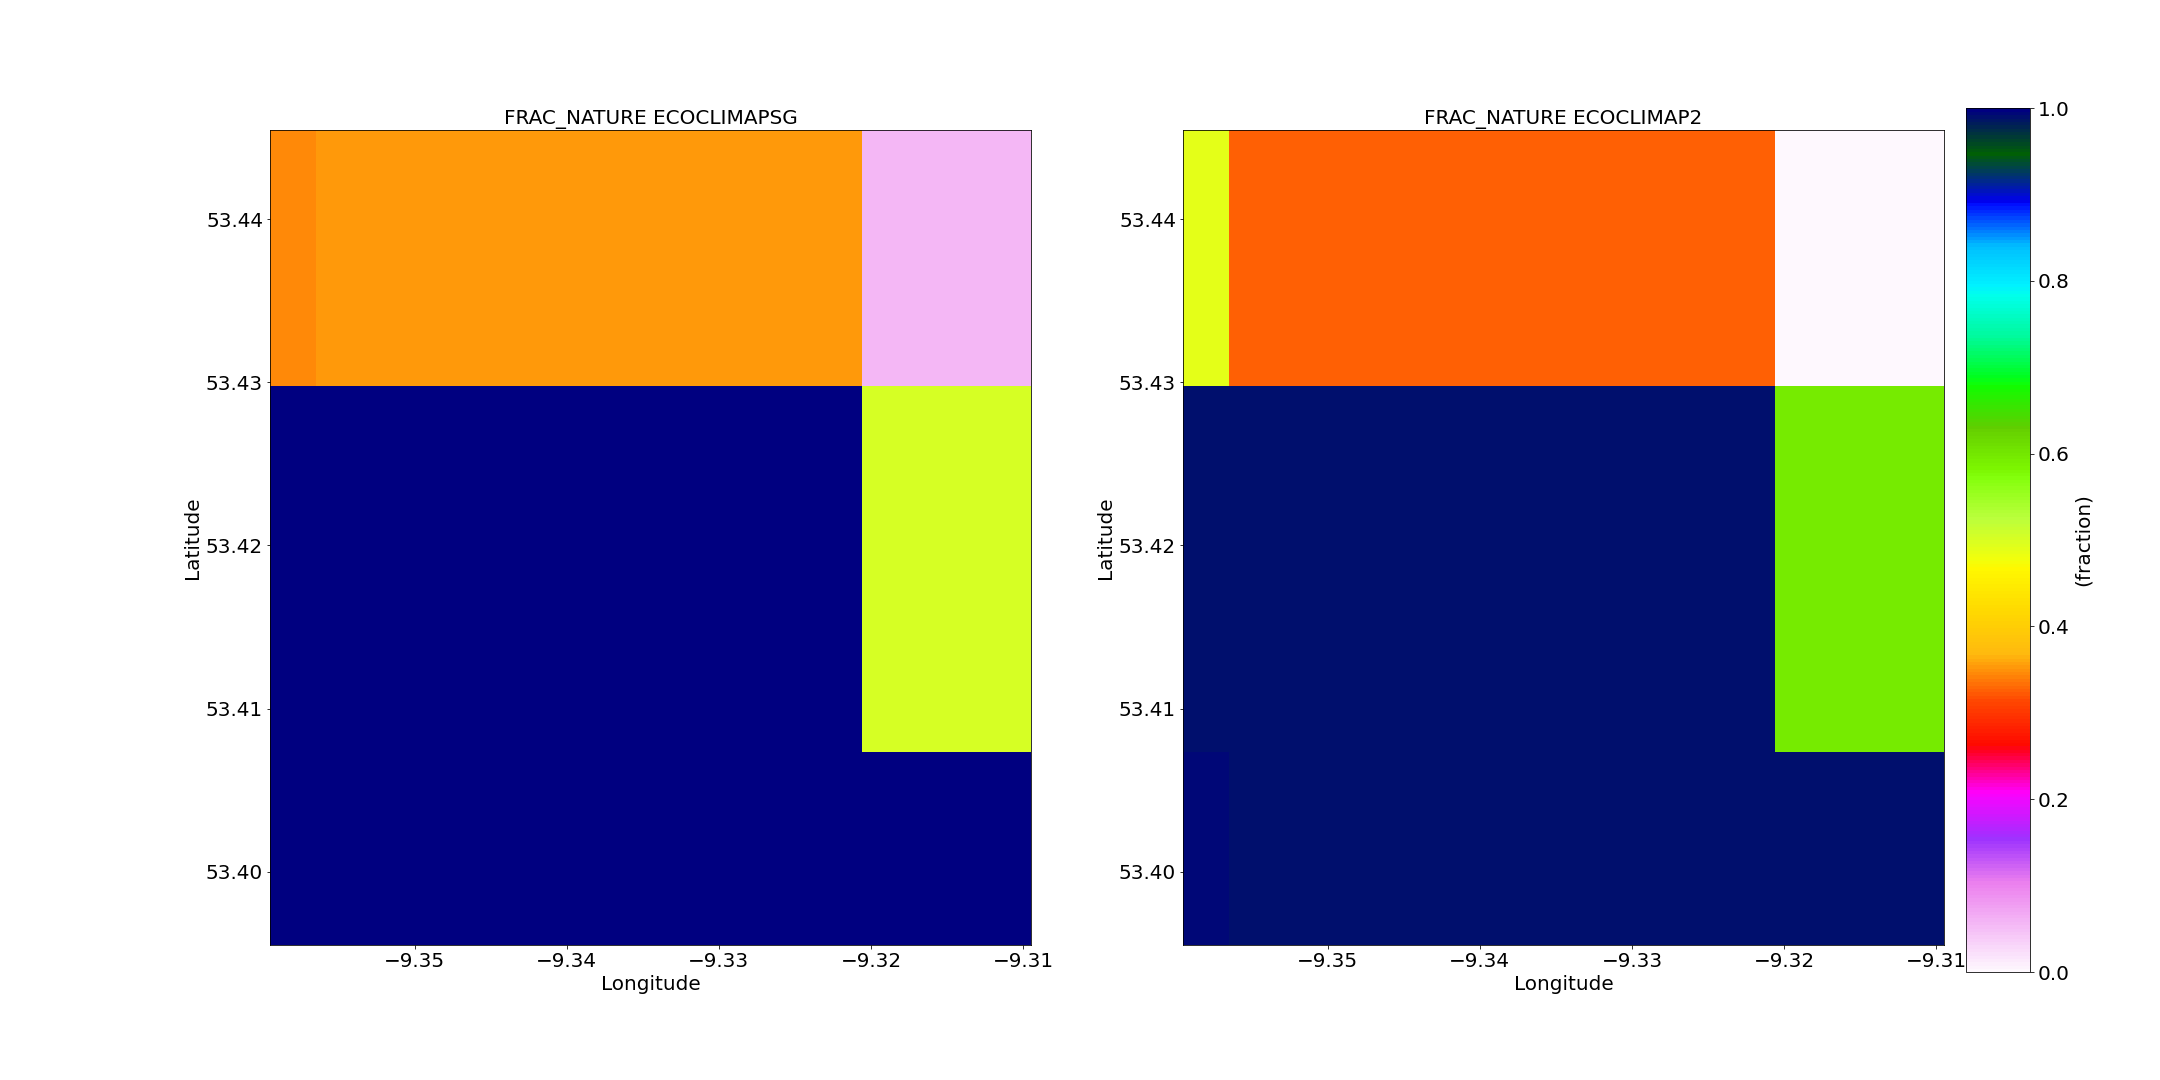 FRAC_NATURE ECOCLIMAPSG
53.44
53.43
53.42
53.41
53.40
Latitude
−9.35 −9.34 −9.33 −9.32 −9.31
Longitude
FRAC_NATURE ECOCLIMAP2
53.44
53.43
53.42
53.41
53.40
Latitude
−9.35 −9.34 −9.33 −9.32 −9.31
Longitude
1.0
0.8
0.6
0.4
0.2
0.0
(fraction)